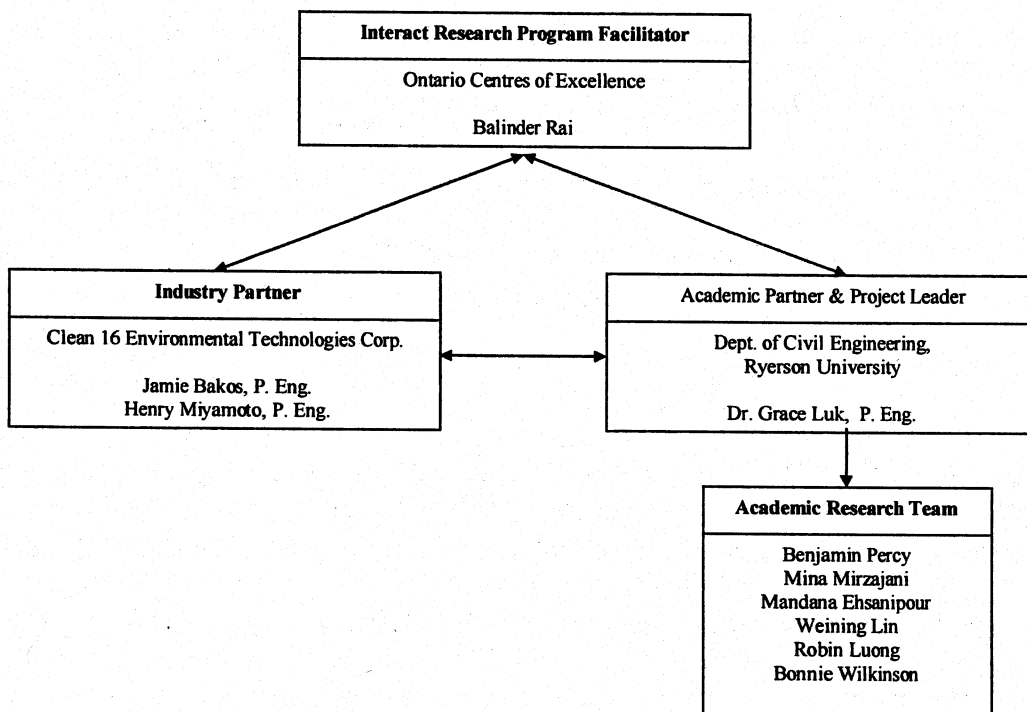 Interact Research Program Facilitator
Ontario Centres of Excellence
Balinder Rai
Industry Partner
Clean 16 Environmental Technologies Corp.
Jamie Bakos, P. Eng.
Henry Miyamoto, P. Eng.
Academic Partner & Project Leader
Dept. of Civil Engineering,
Ryerson University
Dr. Grace Luk, P. Eng.
Academic Research Team
Benjamin Percy
Mina Mirzajani
Mandana Ehsanipour
Weining Lin
Robin Luong
Bonnie Wilkinson